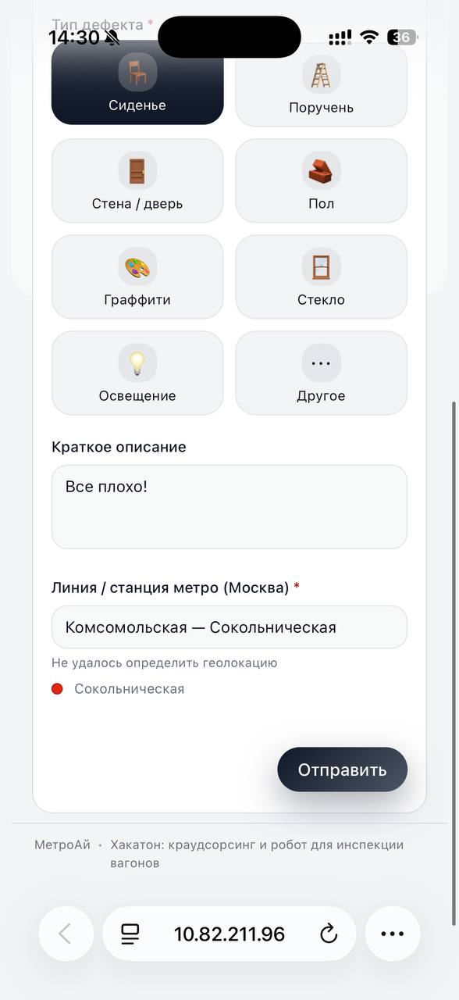 Тип дефекта *
14:30
36
Сиденье
Поручень
Стена / дверь
Пол
Граффити
Стекло
Освещение
Другое
Краткое описание
Все плохо!
Линия / станция метро (Москва) *
Комсомольская — Сокольническая
Не удалось определить геолокацию
Сокольническая
Отправить
МетроАй • Хакатон: краудсорсинг и робот для инспекции
вагонов
10.82.211.96